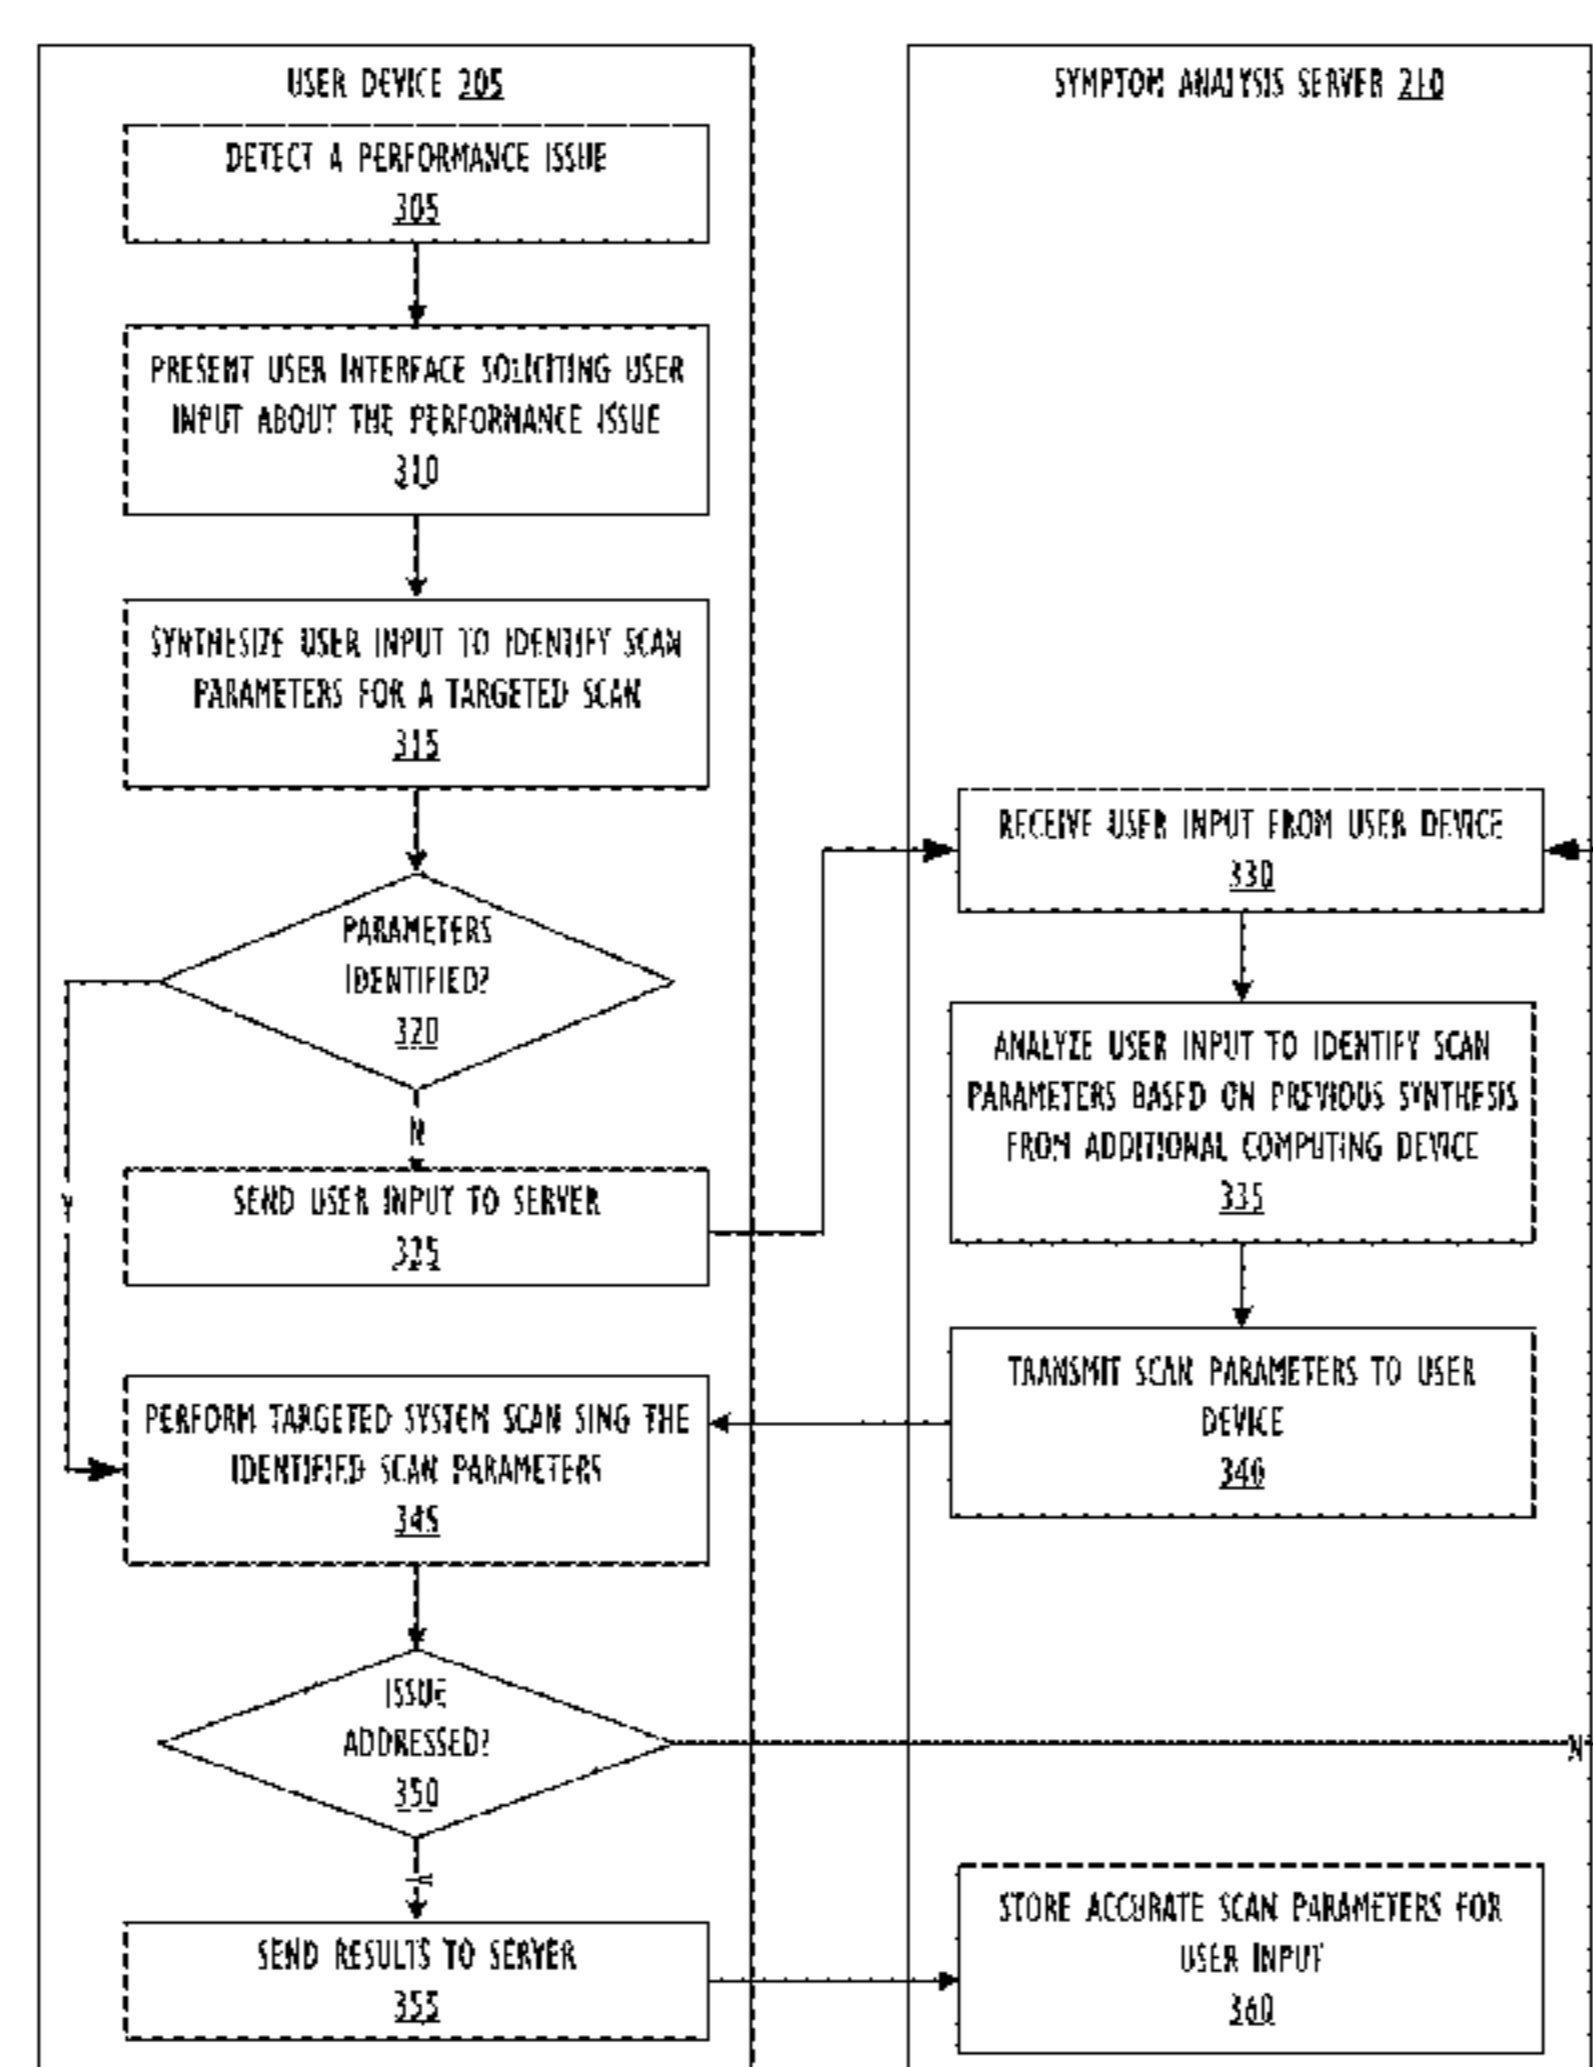 USER DEVICE 205
DETECT A PERFORMANCE ISSUE
305
PRESENT USER INTERFACE SOLICITING USER
INPUT ABOUT THE PERFORMANCE ISSUE
310
SYNTHESIZE USER INPUT TO IDENTIFY SCAN
PARAMETERS FOR A TARGETED SCAN
315
PARAMETERS
IDENTIFIED?
320
N
Y
SEND USER INPUT TO SERVER
325
PERFORM TARGETED SYSTEM SCAN SING THE
IDENTIFIED SCAN PARAMETERS
345
ISSUE
ADDRESSED?
350
Y
SEND RESULTS TO SERVER
355
SYMPTOM ANALYSIS SERVER 210
RECEIVE USER INPUT FROM USER DEVICE
330
ANALYZE USER INPUT TO IDENTIFY SCAN
PARAMETERS BASED ON PREVIOUS SYNTHESIS
FROM ADDITIONAL COMPUTING DEVICE
335
TRANSMIT SCAN PARAMETERS TO USER
DEVICE
340
N
STORE ACCURATE SCAN PARAMETERS FOR
USER INPUT
360